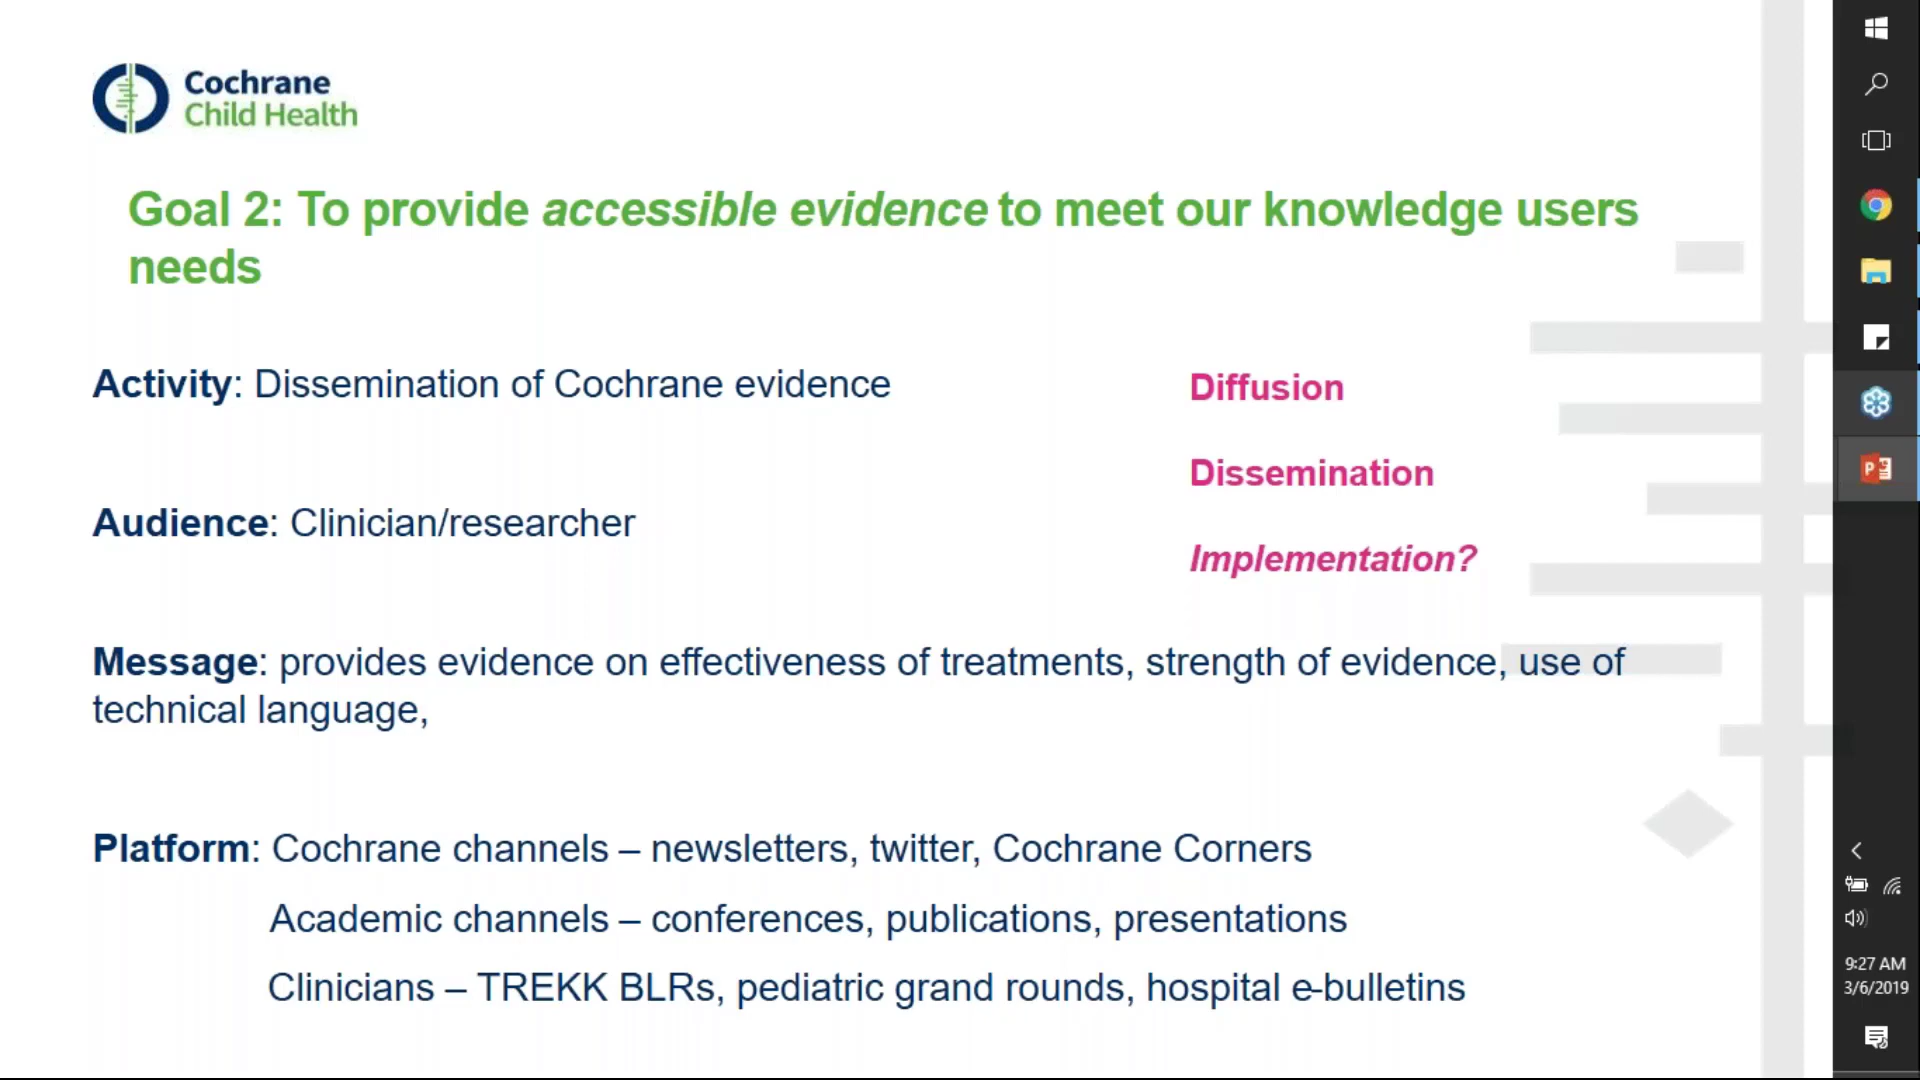 Cochrane
Child Health
Goal 2: To provide accessible evidence to meet our knowledge users
needs
Activity: Dissemination of Cochrane evidence
Diffusion
Dissemination
Audience: Clinician/researcher
Implementation?
Message: provides evidence on effectiveness of treatments, strength of evidence, use of
technical language,
Platform: Cochrane channels – newsletters, twitter, Cochrane Corners
Academic channels – conferences, publications, presentations
Clinicians – TREKK BLRs, pediatric grand rounds, hospital e-bulletins
9:27 AM
3/6/2019